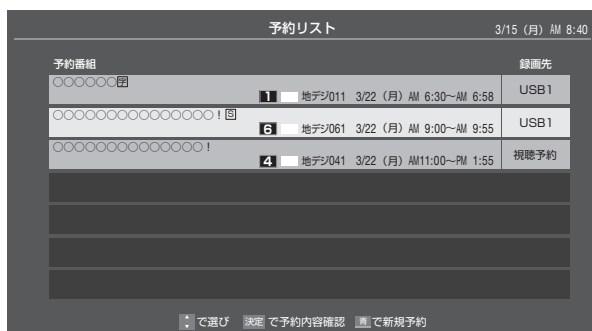 予約リスト 3/15（月）AM 8:40
予約番組 録画先
○○○○○○字
1 地デジ011 3/22（月）AM 6:30～AM 6:58 USB1
○○○○○○○○○○○○○○○！S
6 地デジ061 3/22（月）AM 9:00～AM 9:55 USB1
○○○○○○○○○○○○○○！
4 地デジ041 3/22（月）AM11:00～PM 1:55 視聴予約
で選び 決定 で予約内容確認 青 で新規予約